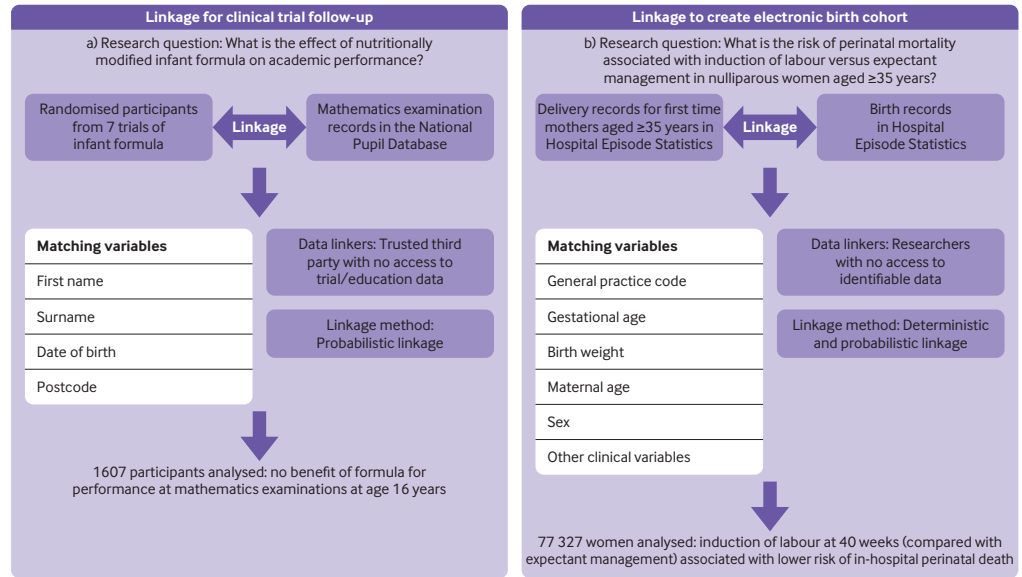 Linkage for clinical trial follow-up
a) Research question: What is the effect of nutritionally
modified infant formula on academic performance?
Randomised participants
from 7 trials of
infant formula
Linkage
Mathematics examination
records in the National
Pupil Database
Matching variables
First name
Surname
Date of birth
Postcode
Data linkers: Trusted third
party with no access to
trial/education data
Linkage method:
Probabilistic linkage
1607 participants analysed: no benefit of formula for
performance at mathematics examinations at age 16 years
Linkage to create electronic birth cohort
b) Research question: What is the risk of perinatal mortality
associated with induction of labour versus expectant
management in nulliparous women aged ≥35 years?
Delivery records for first time
mothers aged ≥35 years in
Hospital Episode Statistics
Linkage
Birth records
in Hospital
Episode Statistics
Matching variables
General practice code
Gestational age
Birth weight
Maternal age
Sex
Other clinical variables
Data linkers: Researchers
with no access to
identifiable data
Linkage method: Deterministic
and probabilistic linkage
77 327 women analysed: induction of labour at 40 weeks (compared with
expectant management) associated with lower risk of in-hospital perinatal death